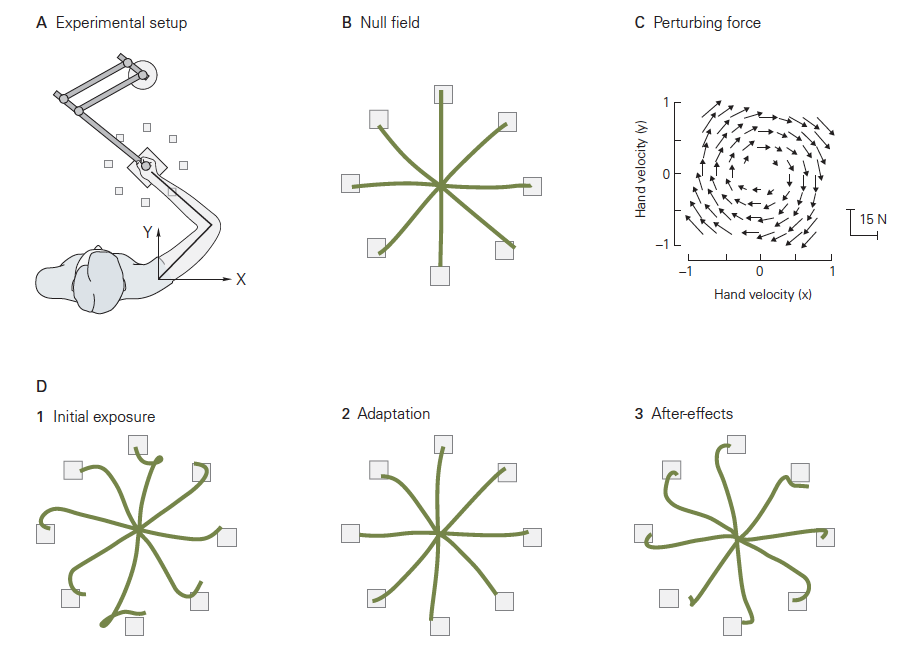 A Experimental setup
B Null field
C Perturbing force
Y
X
Hand velocity (y)
1
0
−1
−1
0
1
Hand velocity (x)
15 N
D
1 Initial exposure
2 Adaptation
3 After-effects